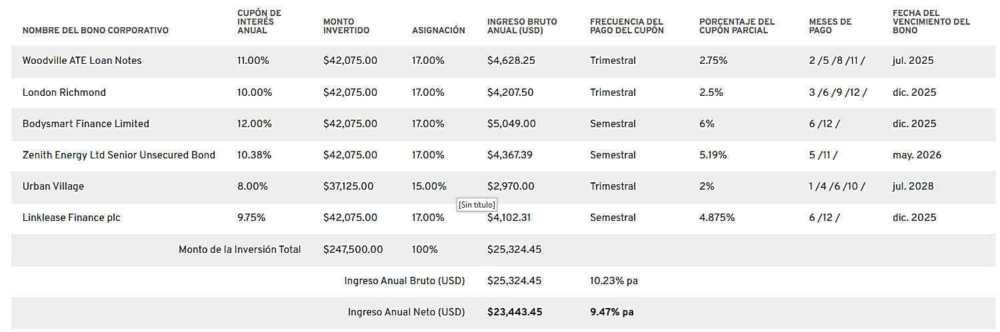 NOMBRE DEL BONO CORPORATIVO CUPÓN DE INTERÉS ANUAL MONTO INVERTIDO ASIGNACIÓN INGRESO BRUTO ANUAL (USD) FRECUENCIA DEL PAGO DEL CUPÓN PORCENTAJE DEL CUPÓN PARCIAL MESES DE PAGO FECHA DEL VENCIMIENTO DEL BONO
Woodville ATE Loan Notes 11.00% $42,075.00 17.00% $4,628.25 Trimestral 2.75% 2 /5 /8 /11 / jul. 2025
London Richmond 10.00% $42,075.00 17.00% $4,207.50 Trimestral 2.5% 3 /6 /9 /12 / dic. 2025
Bodysmart Finance Limited 12.00% $42,075.00 17.00% $5,049.00 Semestral 6% 6 /12 / dic. 2025
Zenith Energy Ltd Senior Unsecured Bond 10.38% $42,075.00 17.00% $4,367.39 Semestral 5.19% 5 /11 / may. 2026
Urban Village 8.00% $37,125.00 15.00% $2,970.00 Trimestral 2% 1 /4 /6 /10 / jul. 2028
[Sin título]
Linklease Finance plc 9.75% $42,075.00 17.00% $4,102.31 Semestral 4.875% 6 /12 / dic. 2025
Monto de la Inversión Total $247,500.00 100% $25,324.45
Ingreso Anual Bruto (USD) $25,324.45 10.23% pa
Ingreso Anual Neto (USD) $23,443.45 9.47% pa